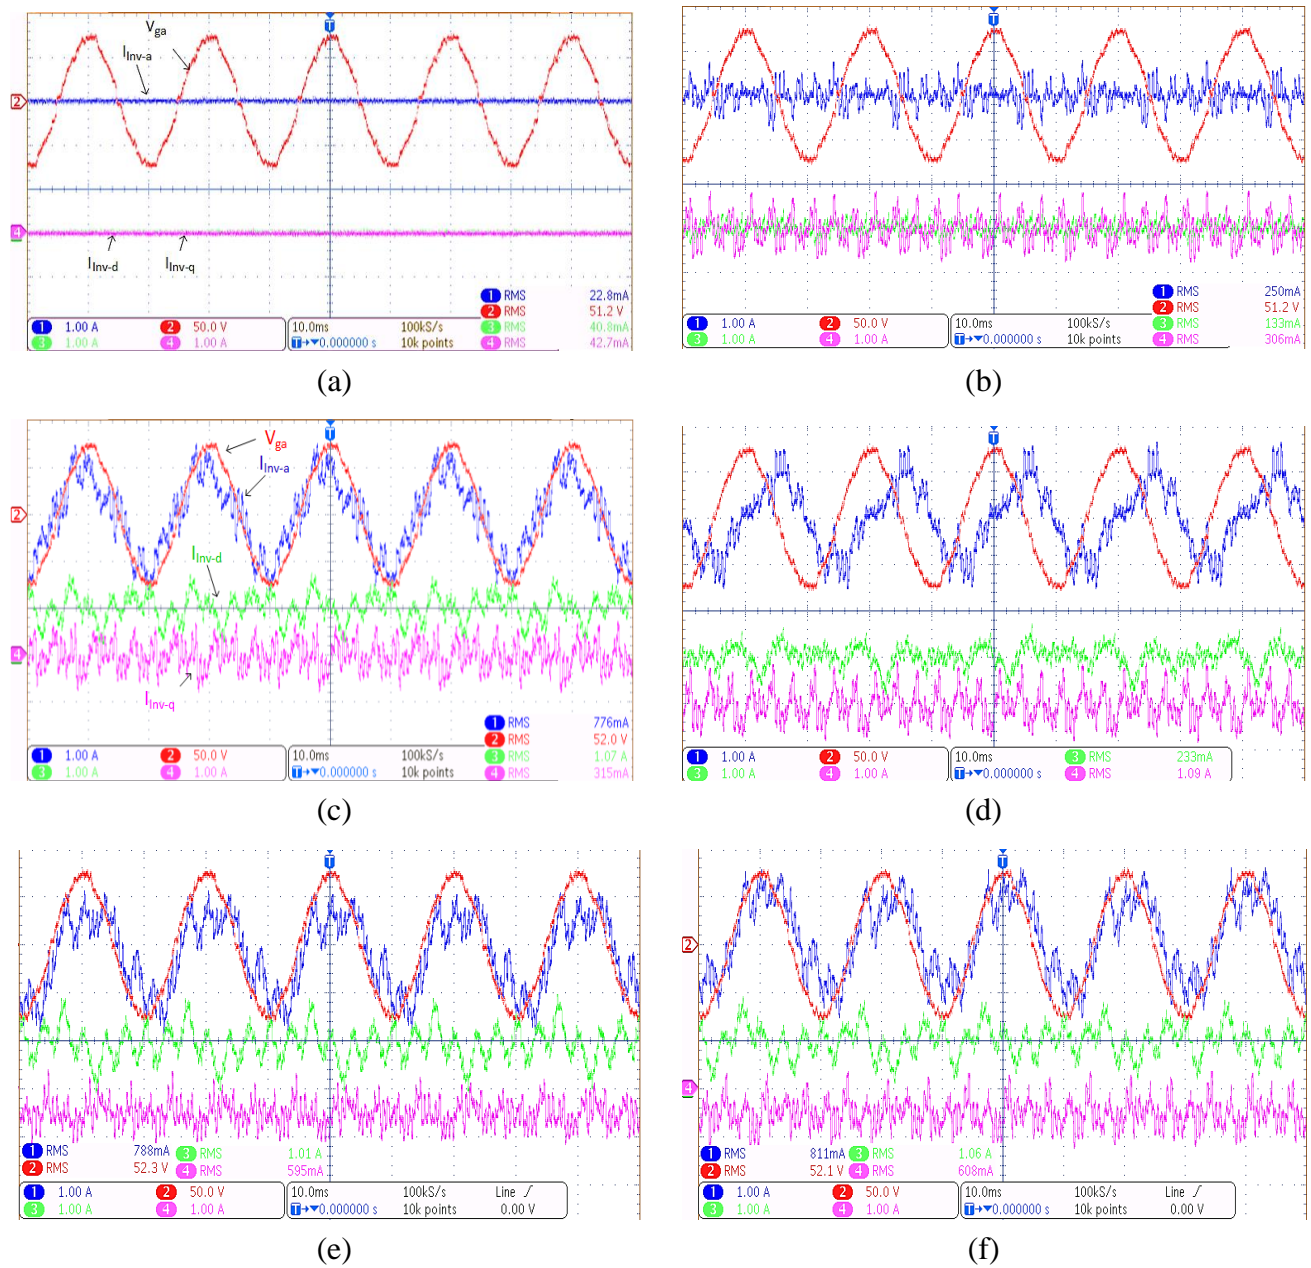 V_ga
I_Inv-a
T
2
4
I_Inv-d I_Inv-q
1 RMS 22.8mA
2 RMS 51.2 V
3 RMS 40.8mA
4 RMS 42.7mA
1 1.00 A 2 50.0 V
3 1.00 A 4 1.00 A
10.0ms 100kS/s
T→▼0.000000 s 10k points
(a)
T
1 RMS 250mA
2 RMS 51.2 V
3 RMS 133mA
4 RMS 306mA
1 1.00 A 2 50.0 V
3 1.00 A 4 1.00 A
10.0ms 100kS/s
T→▼0.000000 s 10k points
(b)
T
V_ga
I_Inv-a
2
I_Inv-d
4
I_Inv-q
1 RMS 776mA
2 RMS 52.0 V
3 RMS 1.07 A
4 RMS 315mA
1 1.00 A 2 50.0 V
3 1.00 A 4 1.00 A
10.0ms 100kS/s
T→▼0.000000 s 10k points
(c)
T
1 1.00 A 2 50.0 V
3 1.00 A 4 1.00 A
10.0ms 3 RMS 233mA
T→▼0.000000 s 4 RMS 1.09 A
(d)
T
1 RMS 788mA 3 RMS 1.01 A
2 RMS 52.3 V 4 RMS 595mA
1 1.00 A 2 50.0 V
3 1.00 A 4 1.00 A
10.0ms 100kS/s Line
T→▼0.000000 s 10k points 0.00 V
(e)
T
2
4
1 RMS 811mA 3 RMS 1.06 A
2 RMS 52.1 V 4 RMS 608mA
1 1.00 A 2 50.0 V
3 1.00 A 4 1.00 A
10.0ms 100kS/s Line
T→▼0.000000 s 10k points 0.00 V
(f)